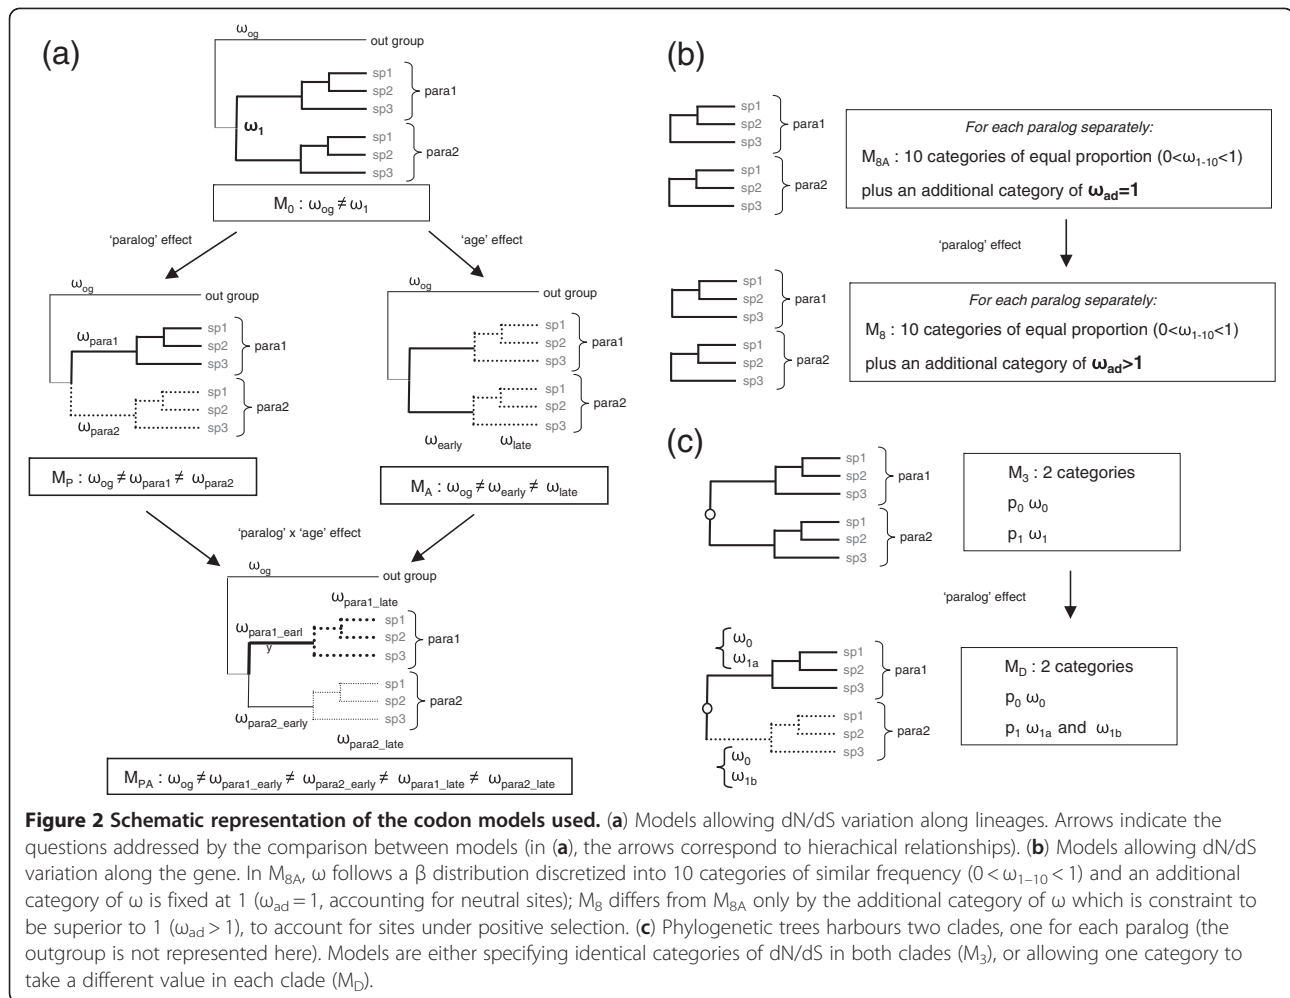 (a)
ω_og
out group
sp1
sp2
sp3
para1
ω_1
sp1
sp2
sp3
para2
M_0 : ω_og ≠ ω_1
'paralog' effect
'age' effect
ω_og
out group
ω_para1
sp1
sp2
sp3
para1
sp1
sp2
sp3
para2
ω_para2
M_P : ω_og ≠ ω_para1 ≠ ω_para2
ω_og
out group
sp1
sp2
sp3
para1
sp1
sp2
sp3
para2
ω_early ω_late
M_A : ω_og ≠ ω_early ≠ ω_late
'paralog' x 'age' effect
ω_og
out group
ω_para1_late
ω_para1_earl
y
sp1
sp2
sp3
para1
sp1
sp2
sp3
para2
ω_para2_early
ω_para2_late
M_PA : ω_og ≠ ω_para1_early ≠ ω_para2_early ≠ ω_para1_late ≠ ω_para2_late
(b)
sp1
sp2
sp3
para1
sp1
sp2
sp3
para2
For each paralog separately:
M_8A : 10 categories of equal proportion (0<ω_1-10<1)
plus an additional category of ω_ad=1
'paralog' effect
sp1
sp2
sp3
para1
sp1
sp2
sp3
para2
For each paralog separately:
M_8 : 10 categories of equal proportion (0<ω_1-10<1)
plus an additional category of ω_ad>1
(c)
sp1
sp2
sp3
para1
sp1
sp2
sp3
para2
M_3 : 2 categories
p_0 ω_0
p_1 ω_1
'paralog' effect
ω_0
ω_1a
sp1
sp2
sp3
para1
sp1
sp2
sp3
para2
ω_0
ω_1b
M_D : 2 categories
p_0 ω_0
p_1 ω_1a and ω_1b
Figure 2 Schematic representation of the codon models used. (a) Models allowing dN/dS variation along lineages. Arrows indicate the
questions addressed by the comparison between models (in (a), the arrows correspond to hierachical relationships). (b) Models allowing dN/dS
variation along the gene. In M_8A, ω follows a β distribution discretized into 10 categories of similar frequency (0 < ω_1–10 < 1) and an additional
category of ω is fixed at 1 (ω_ad = 1, accounting for neutral sites); M_8 differs from M_8A only by the additional category of ω which is constraint to
be superior to 1 (ω_ad > 1), to account for sites under positive selection. (c) Phylogenetic trees harbours two clades, one for each paralog (the
outgroup is not represented here). Models are either specifying identical categories of dN/dS in both clades (M_3), or allowing one category to
take a different value in each clade (M_D).